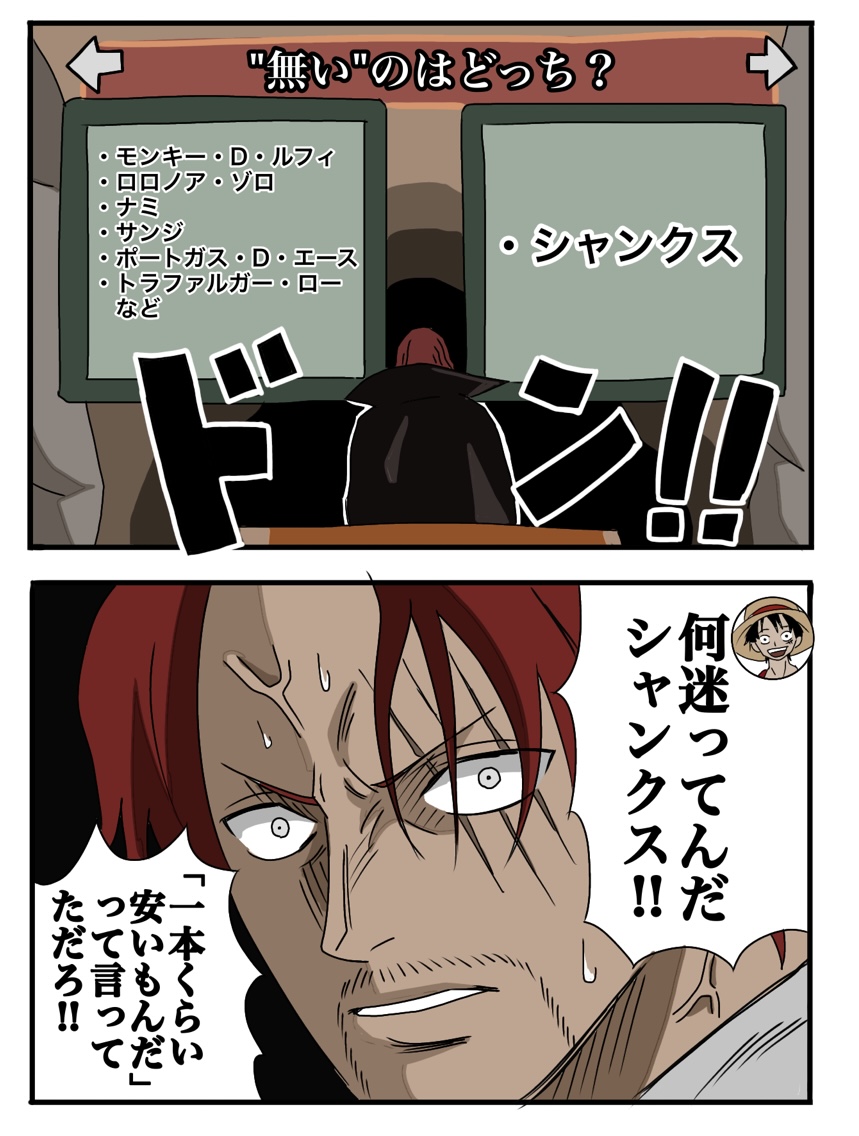 "無い"のはどっち？
・モンキー・D・ルフィ
・ロロノア・ゾロ
・ナミ
・サンジ
・ポートガス・D・エース
・トラファルガー・ロー
など
・シャンクス
ドン!!
何迷ってんだ
シャンクス!!
「一本くらい
安いもんだ」
って言って
ただろ!!